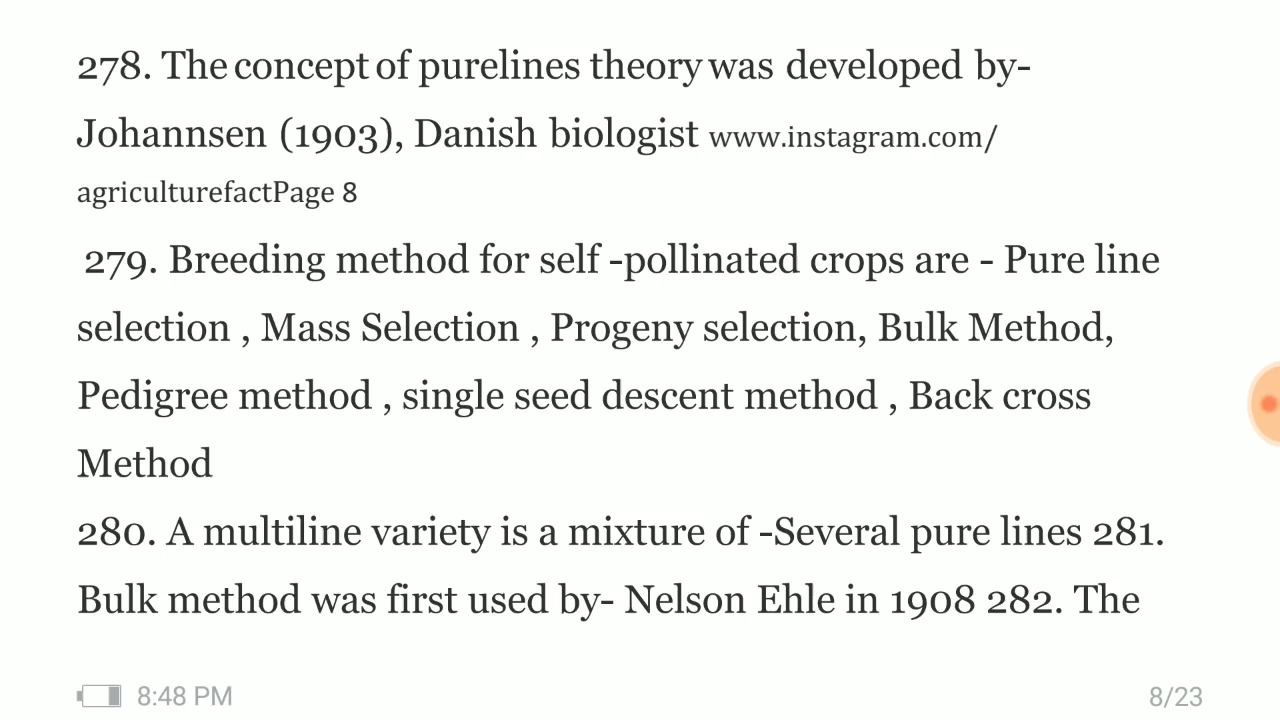 278. The concept of purelines theory was developed by-
Johannsen (1903), Danish biologist www.instagram.com/
agriculturefactPage 8
279. Breeding method for self -pollinated crops are - Pure line
selection , Mass Selection , Progeny selection, Bulk Method,
Pedigree method , single seed descent method , Back cross
Method
280. A multiline variety is a mixture of -Several pure lines 281.
Bulk method was first used by- Nelson Ehle in 1908 282. The
8:48 PM 8/23